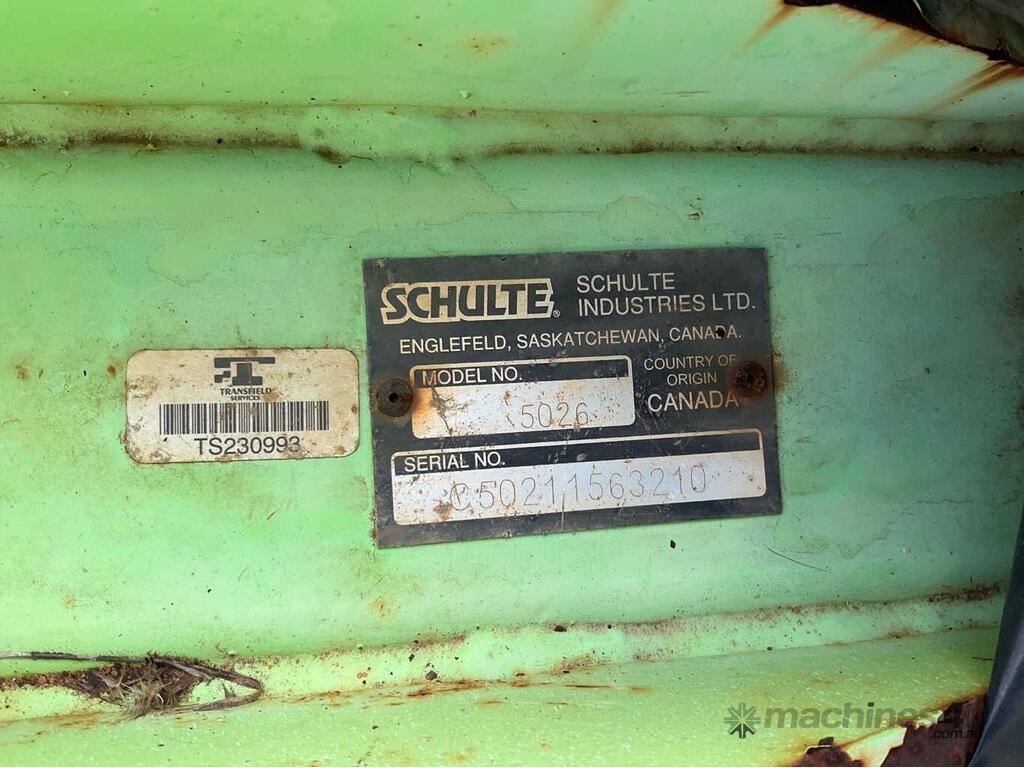 TRANSFIELD
SERVICES
TS230993
SCHULTE®
SCHULTE
INDUSTRIES LTD.
ENGLEFELD, SASKATCHEWAN, CANADA.
MODEL NO.
5026
COUNTRY OF
ORIGIN
CANADA
SERIAL NO.
C50211563210
machines4
.com.au